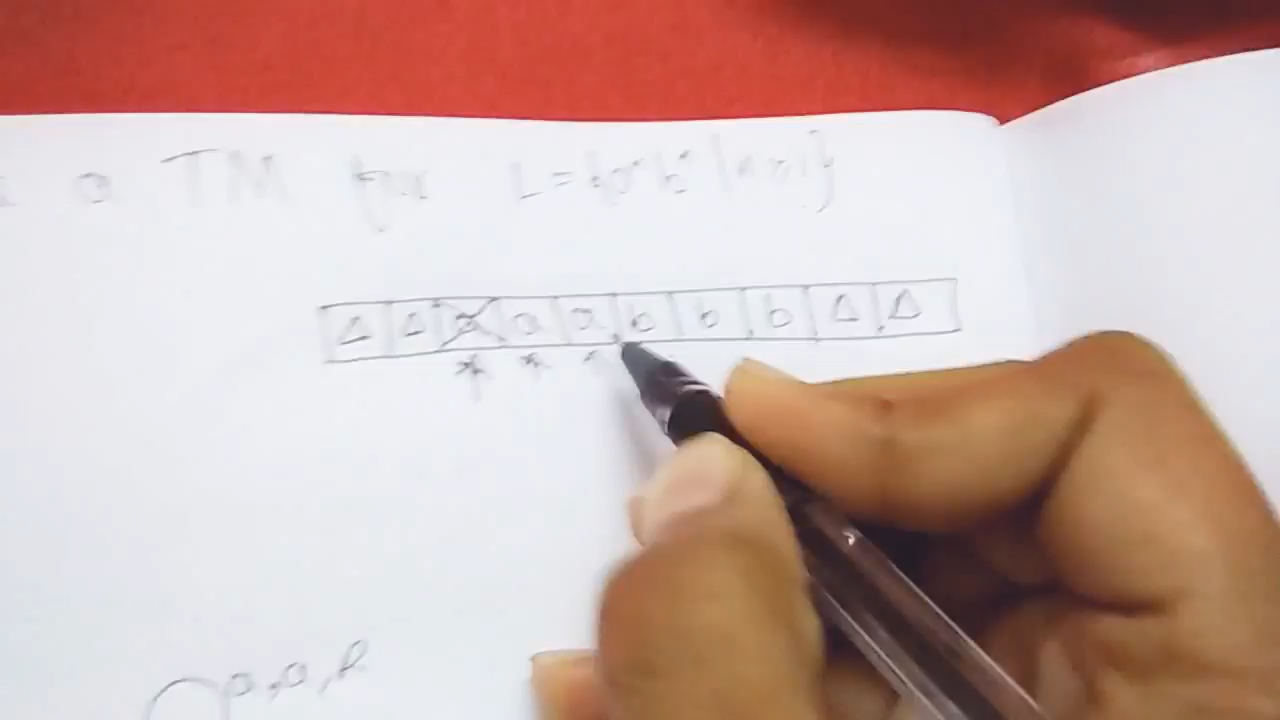 a TM for L = {aⁿbⁿ | n≥1}
Δ Δ a a a b b b Δ Δ
* *
a, a, R